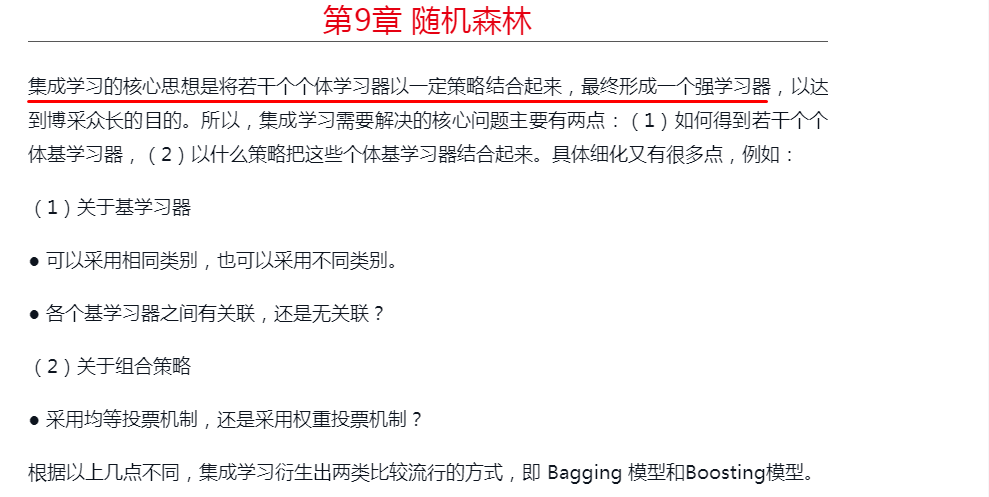 第9章 随机森林
集成学习的核心思想是将若干个个体学习器以一定策略结合起来，最终形成一个强学习器，以达
到博采众长的目的。所以，集成学习需要解决的核心问题主要有两点：（1）如何得到若干个个
体基学习器，（2）以什么策略把这些个体基学习器结合起来。具体细化又有很多点，例如：
（1）关于基学习器
● 可以采用相同类别，也可以采用不同类别。
● 各个基学习器之间有关联，还是无关联？
（2）关于组合策略
● 采用均等投票机制，还是采用权重投票机制？
根据以上几点不同，集成学习衍生出两类比较流行的方式，即 Bagging 模型和Boosting模型。